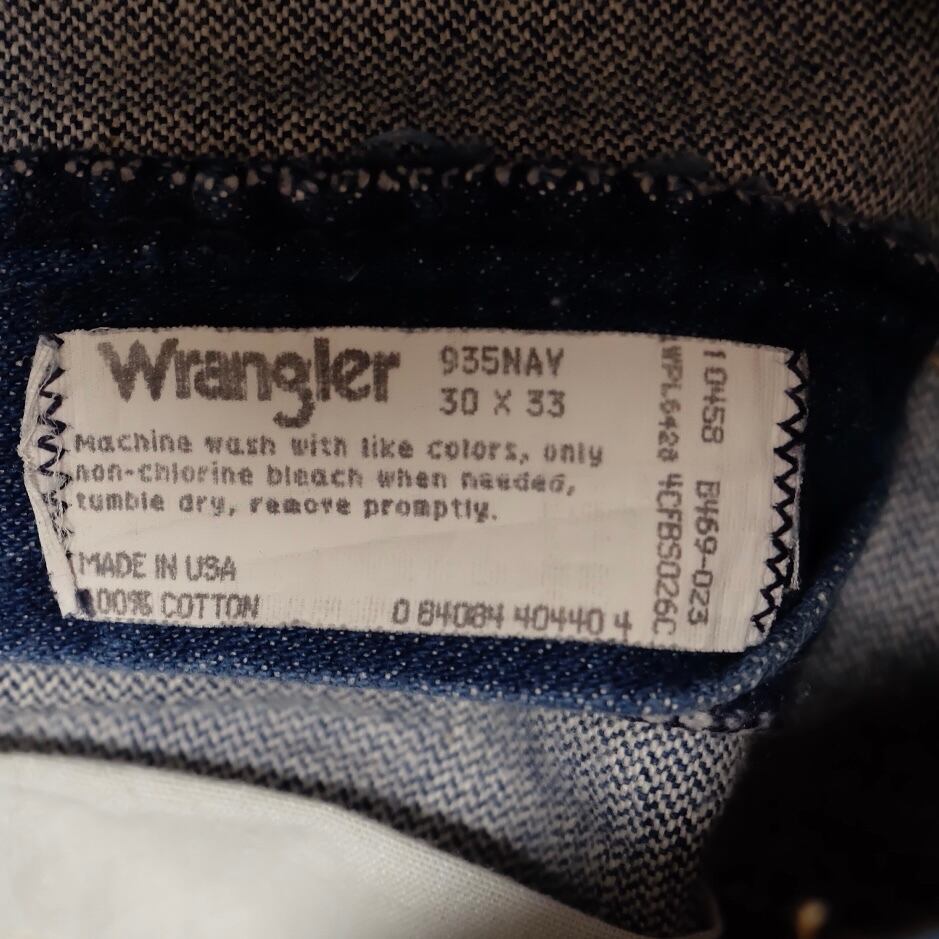 Wrangler
935NAV
30 X 33
Machine wash with like colors, only
non-chlorine bleach when needed,
tumble dry, remove promptly.
MADE IN USA
100% COTTON
0 84084 40440 4
WPL6428 4CFBS026C
10458 B469-023